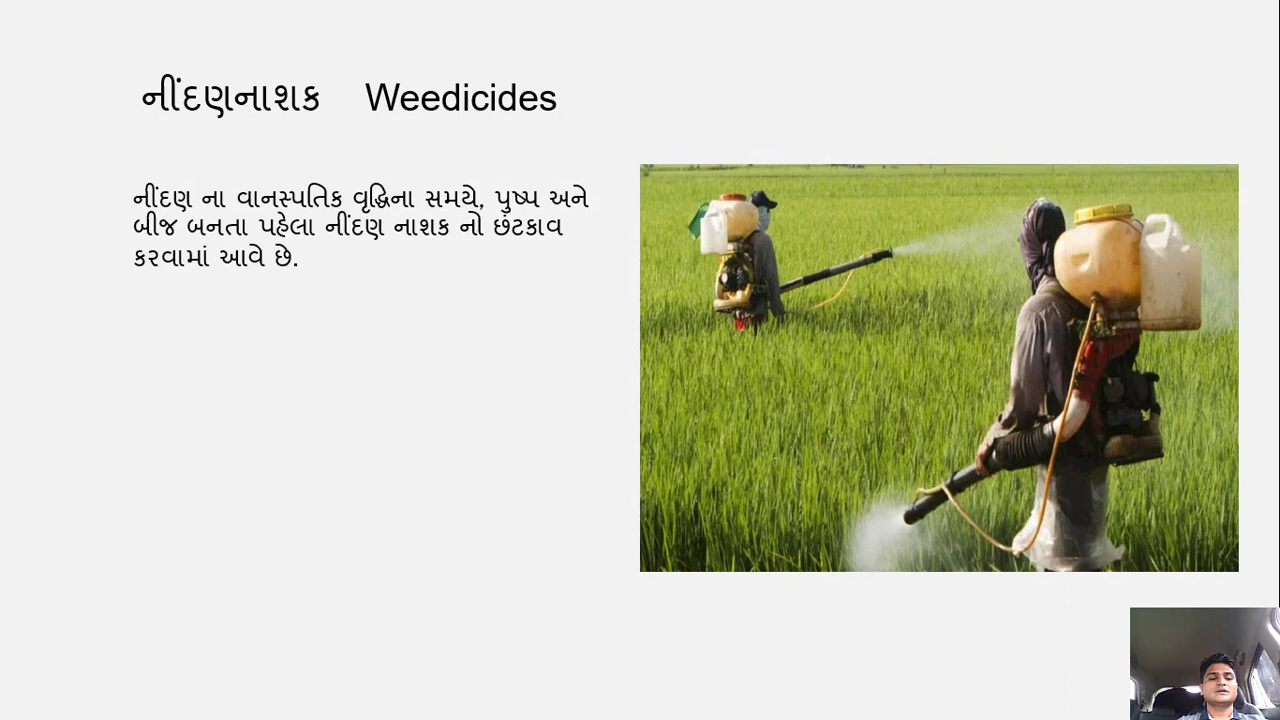 નીંદણનાશક Weedicides
નીંદણ ના વાનસ્પતિક વૃદ્ધિના સમયે, પુષ્પ અને
બીજ બનતા પહેલા નીંદણ નાશક નો છંટકાવ
કરવામાં આવે છે.